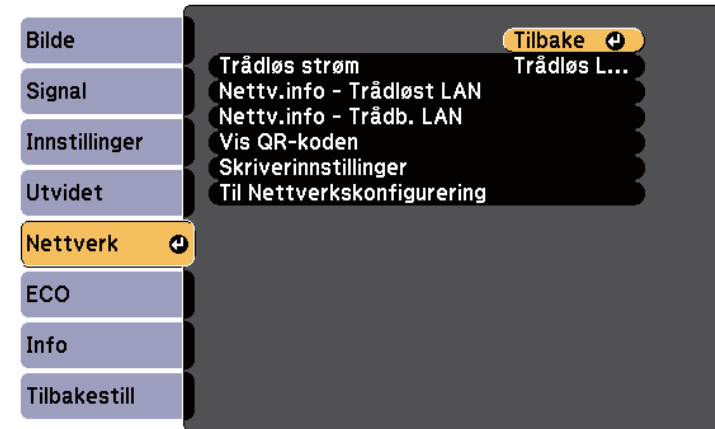 Bilde
Signal
Innstillinger
Utvidet
Nettverk
ECO
Info
Tilbakestill
Tilbake
Trådløs strøm Trådløs L...
Nettv.info - Trådløst LAN
Nettv.info - Trådb. LAN
Vis QR-koden
Skriverinnstillinger
Til Nettverkskonfigurering